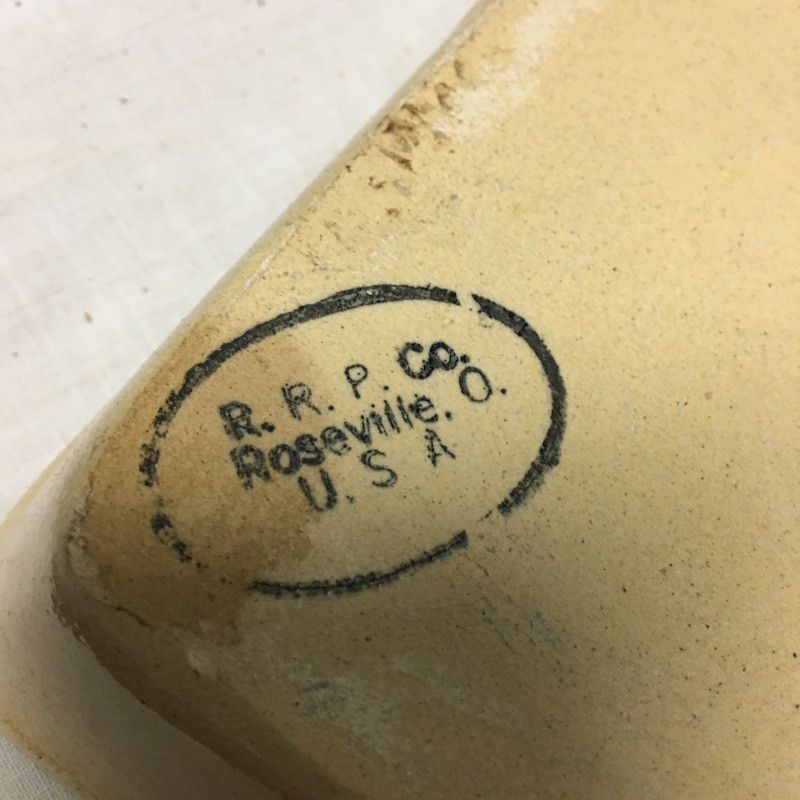 R. R. P. Co.
Roseville. O.
U. S A